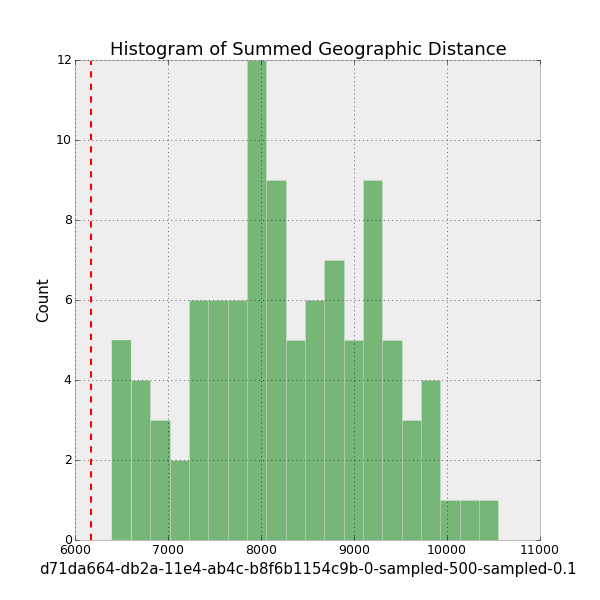 Histogram of Summed Geographic Distance
12
10
8
6
4
2
0
Count
6000 7000 8000 9000 10000 11000
d71da664-db2a-11e4-ab4c-b8f6b1154c9b-0-sampled-500-sampled-0.1